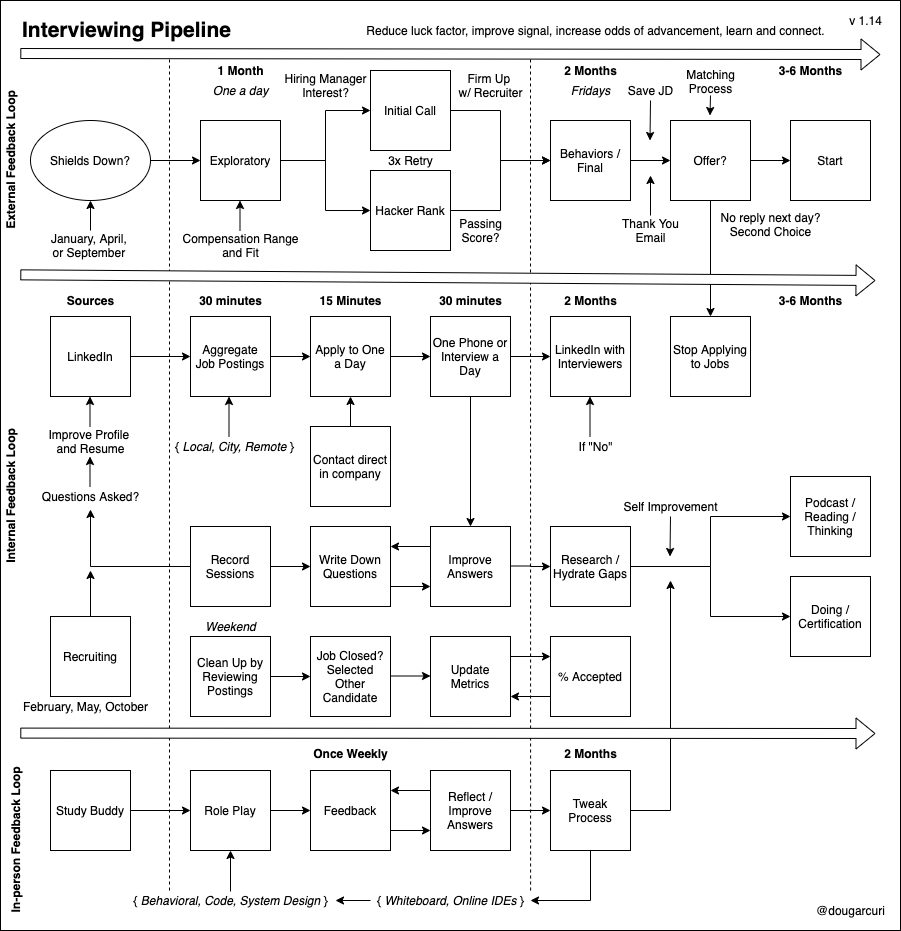 Interviewing Pipeline
Reduce luck factor, improve signal, increase odds of advancement, learn and connect.
v 1.14
External Feedback Loop
1 Month
One a day
2 Months
Fridays
3-6 Months
Shields Down?
January, April,
or September
Exploratory
Compensation Range
and Fit
Hiring Manager
Interest?
Initial Call
3x Retry
Hacker Rank
Firm Up
w/ Recruiter
Passing
Score?
Behaviors /
Final
Save JD
Thank You
Email
Matching
Process
Offer?
No reply next day?
Second Choice
Start
Internal Feedback Loop
Sources
30 minutes
15 Minutes
30 minutes
2 Months
3-6 Months
LinkedIn
Aggregate
Job Postings
Apply to One
a Day
One Phone or
Interview a
Day
LinkedIn with
Interviewers
Stop Applying
to Jobs
Improve Profile
and Resume
{ Local, City, Remote }
Contact direct
in company
If "No"
Questions Asked?
Self Improvement
Podcast /
Reading /
Thinking
Record
Sessions
Write Down
Questions
Improve
Answers
Research /
Hydrate Gaps
Doing /
Certification
Recruiting
February, May, October
Weekend
Clean Up by
Reviewing
Postings
Job Closed?
Selected
Other
Candidate
Update
Metrics
% Accepted
In-person Feedback Loop
Once Weekly
2 Months
Study Buddy
Role Play
Feedback
Reflect /
Improve
Answers
Tweak
Process
{ Behavioral, Code, System Design }
{ Whiteboard, Online IDEs }
@dougarcuri